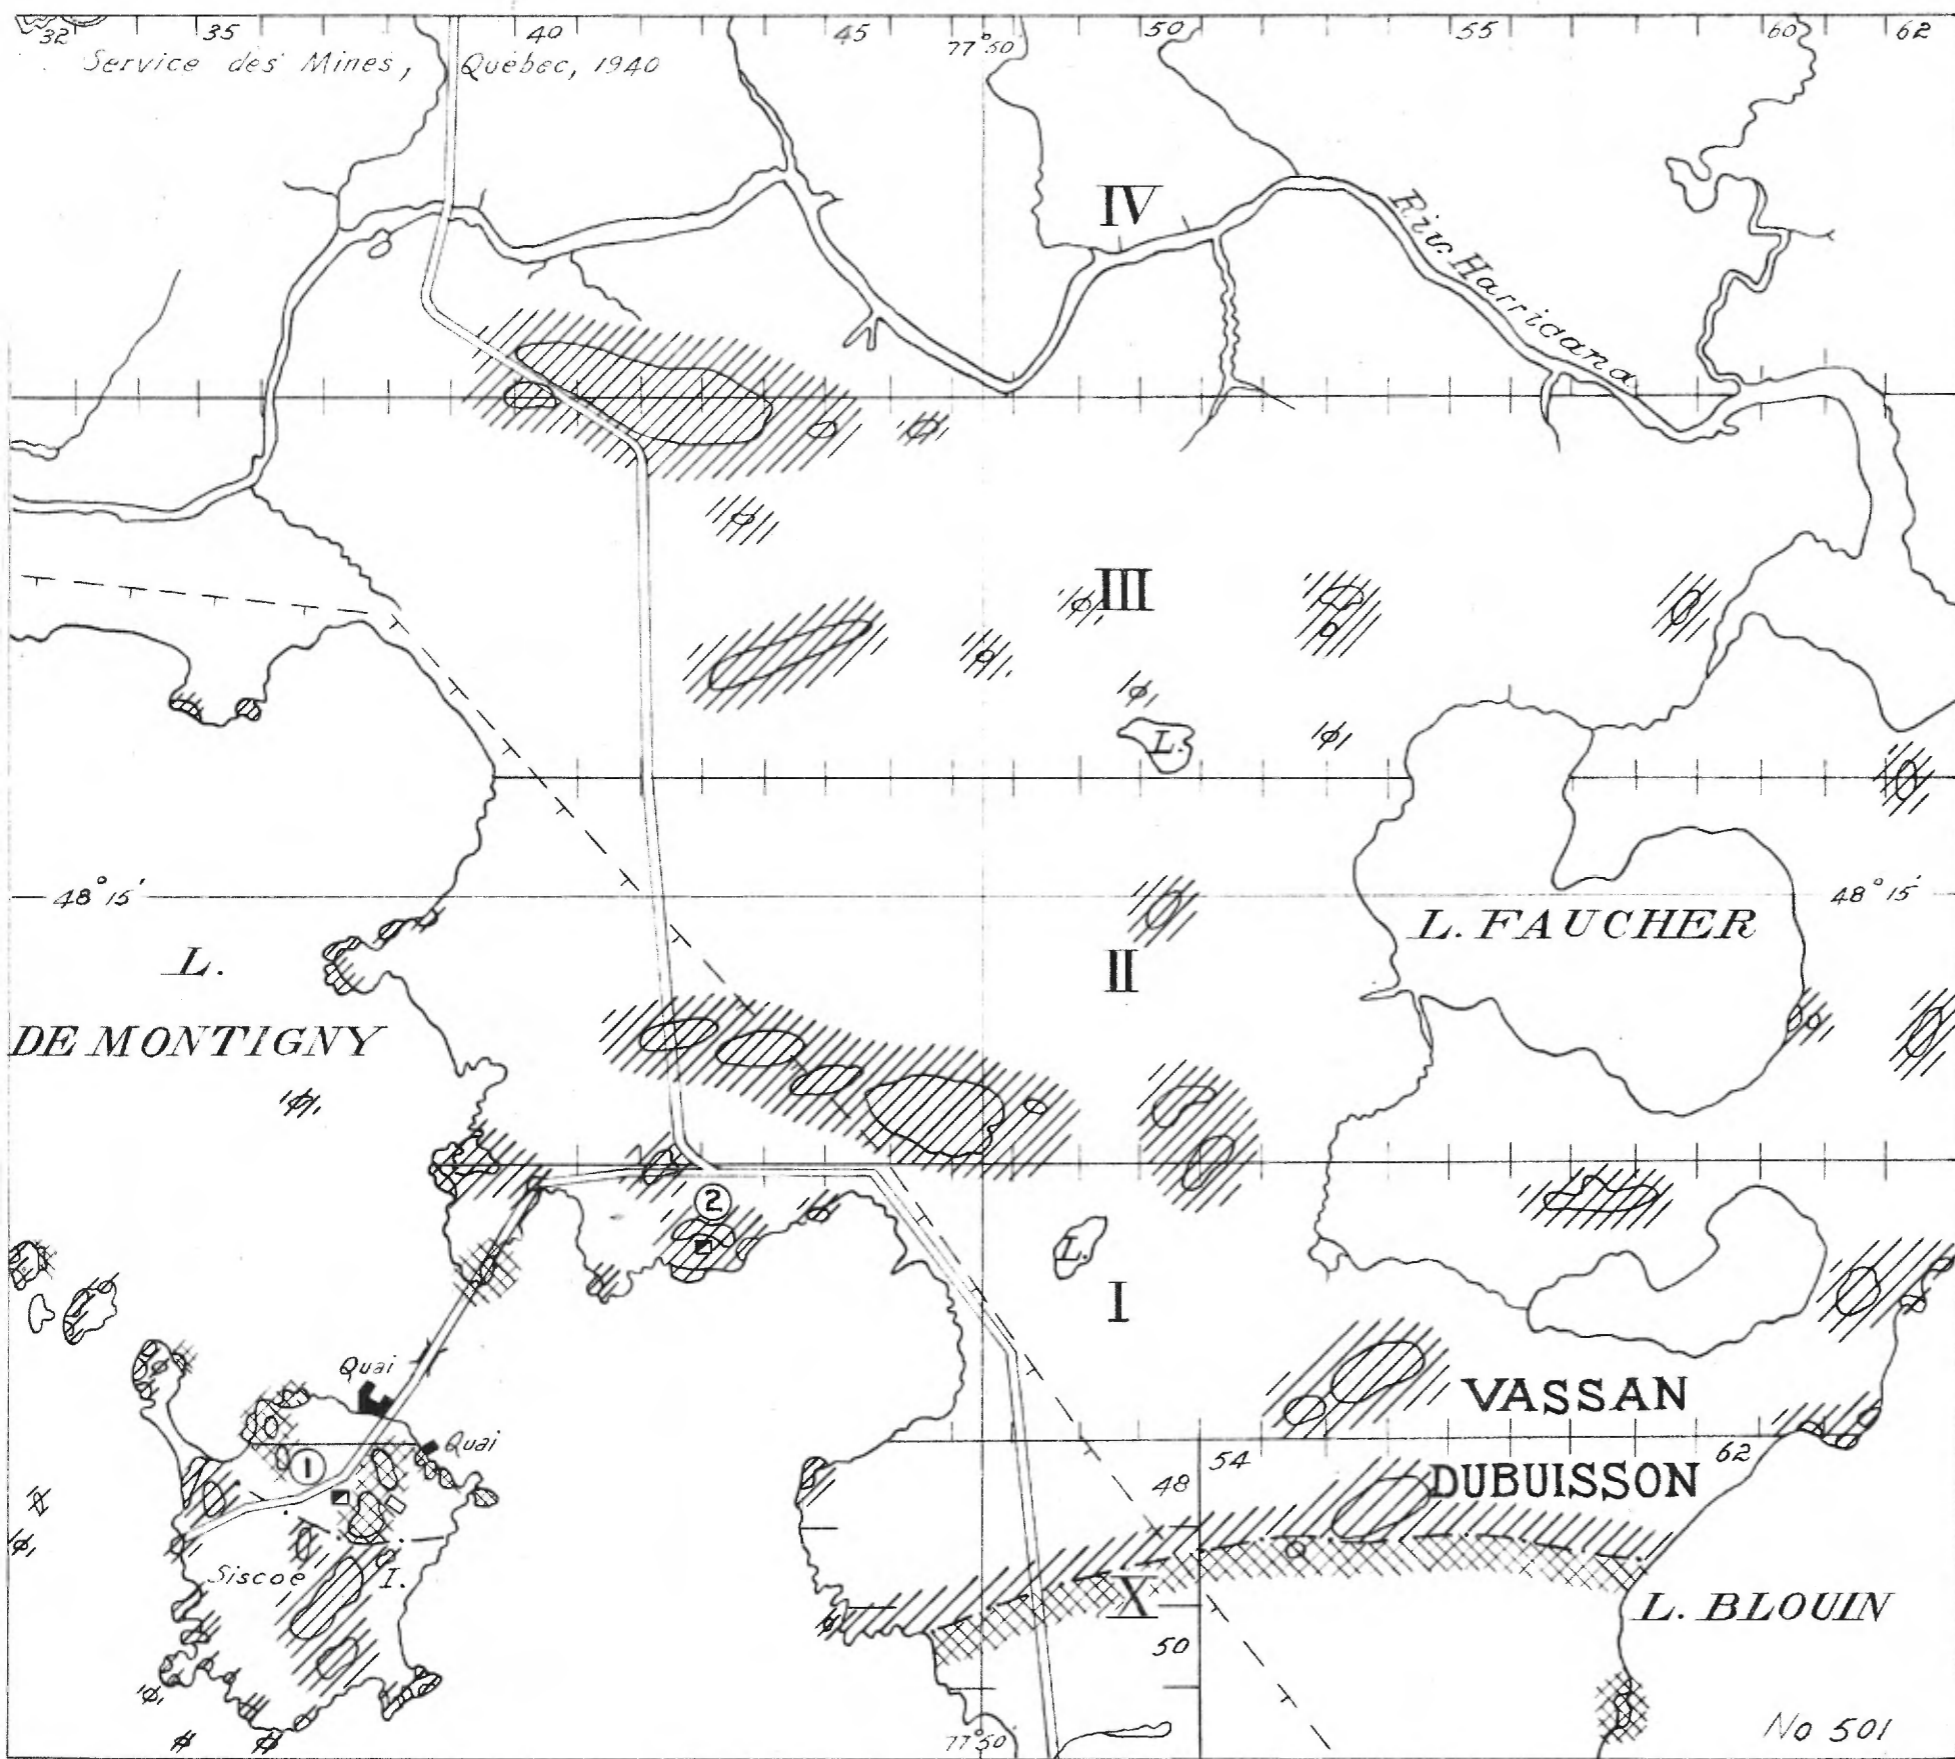 32 35 40 45 77°50' 50 55 60 62
Service des Mines, Québec, 1940
IV
Riv. Harricana
III
L.
48°15' 48°15'
L. FAUCHER
L.
DE MONTIGNY
II
2
L.
I
Quai
VASSAN
Quai
1
54 62
48
DUBUISSON
Siscoe I.
X
L. BLOUIN
50
77°50'
No 501